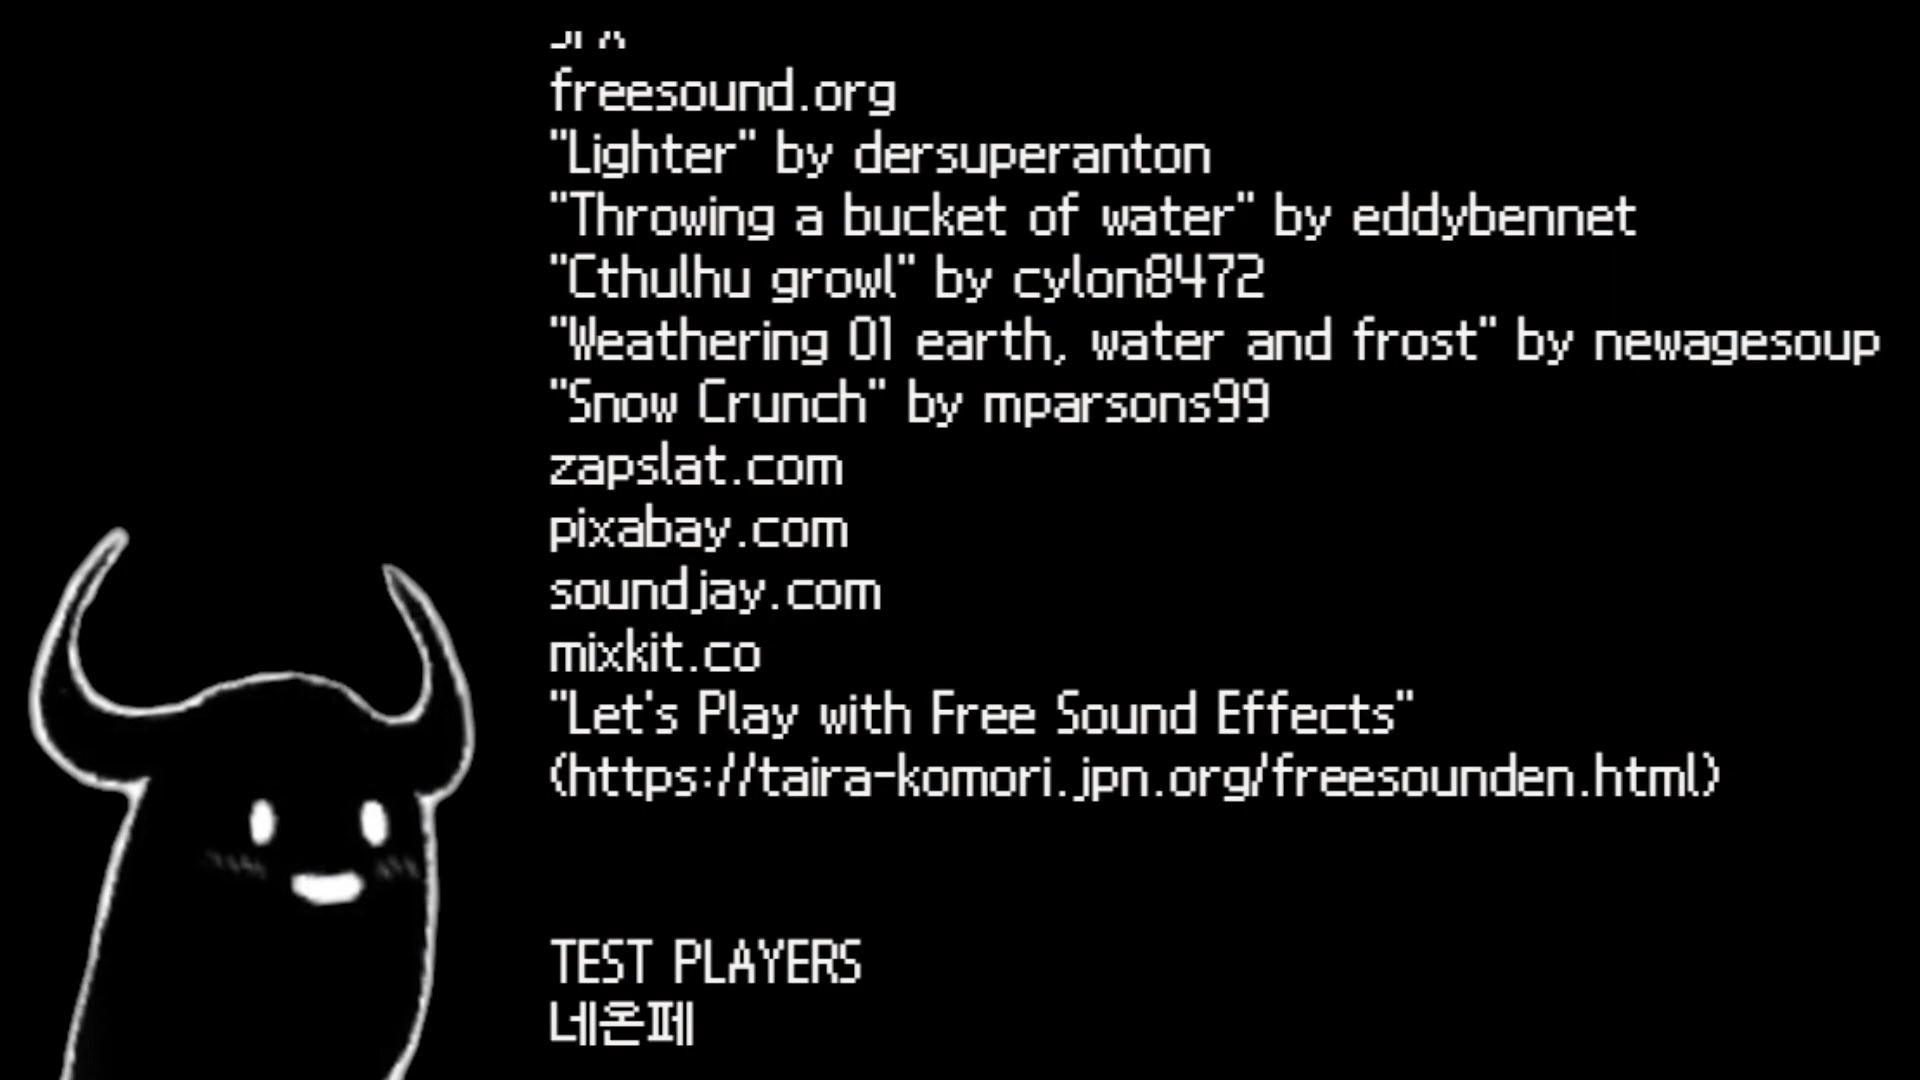 freesound.org
"Lighter" by dersuperanton
"Throwing a bucket of water" by eddybennet
"Cthulhu growl" by cylon8472
"Weathering 01 earth, water and frost" by newagesoup
"Snow Crunch" by mparsons99
zapslat.com
pixabay.com
soundjay.com
mixkit.co
"Let's Play with Free Sound Effects"
(https://taira-komori.jpn.org/freesounden.html)
TEST PLAYERS
네온페